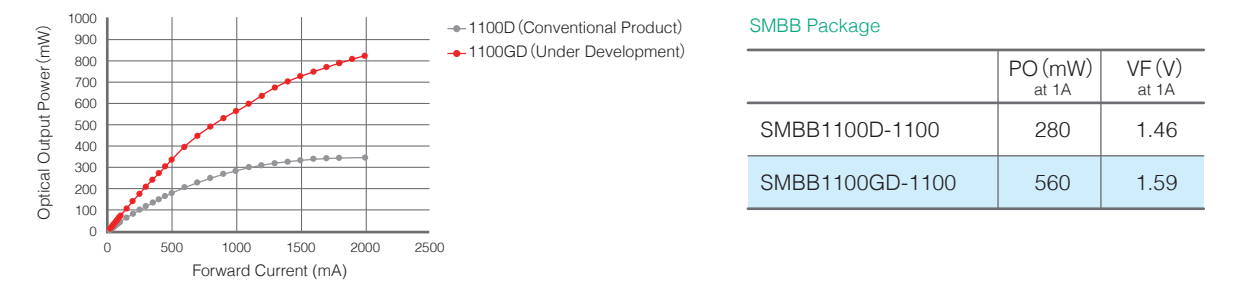 1000
900
800
700
600
500
400
300
200
100
0
Optical Output Power (mW)
0 500 1000 1500 2000 2500
Forward Current (mA)
1100D (Conventional Product)
1100GD (Under Development)
SMBB Package
PO (mW) VF (V)
at 1A at 1A
SMBB1100D-1100 280 1.46
SMBB1100GD-1100 560 1.59